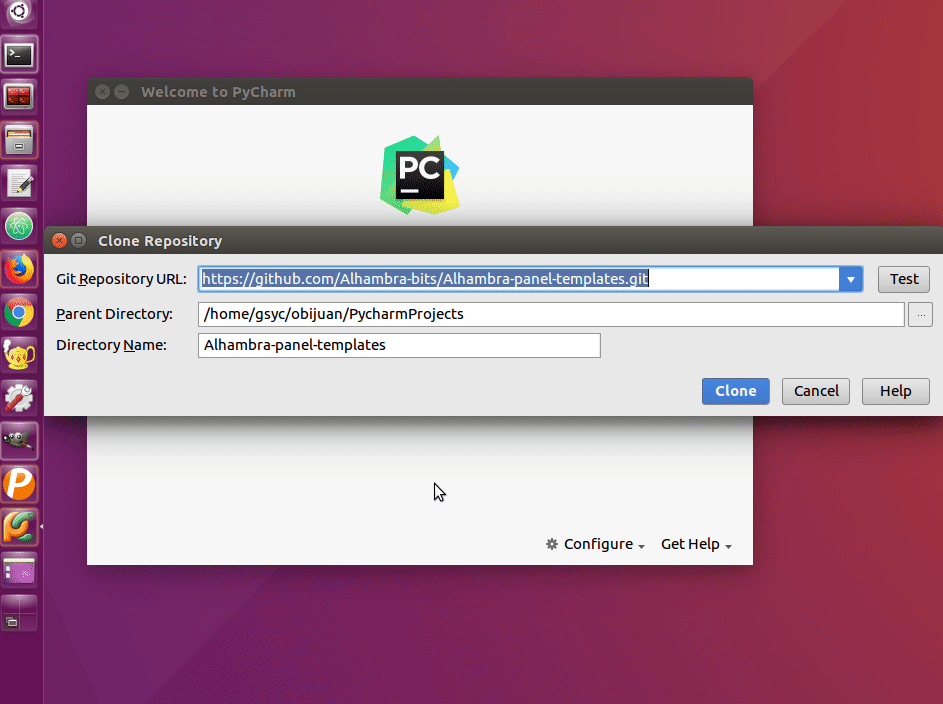 Welcome to PyCharm
PC
Clone Repository
Git Repository URL: https://github.com/Alhambra-bits/Alhambra-panel-templates.git Test
Parent Directory: /home/gsyc/obijuan/PycharmProjects ...
Directory Name: Alhambra-panel-templates
Clone Cancel Help
Configure Get Help